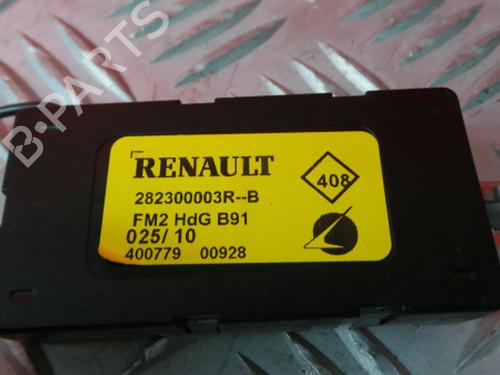 B-PARTS
RENAULT
408
282300003R--B
FM2 HdG B91
025/ 10
400779 00928